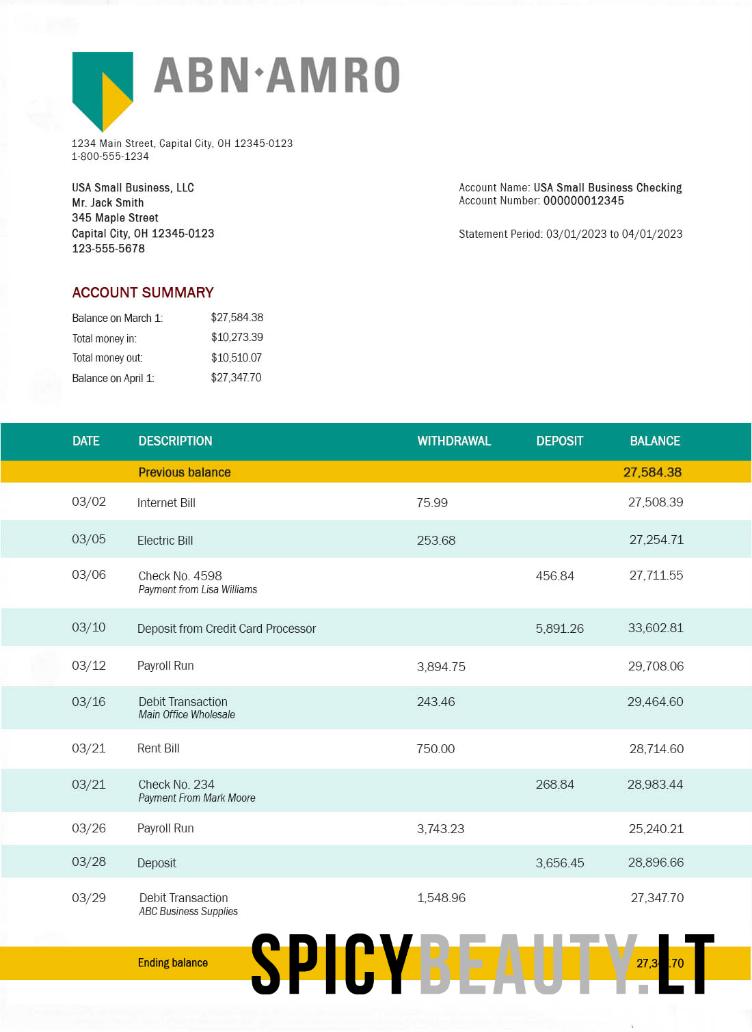 ABN·AMRO
1234 Main Street, Capital City, OH 12345-0123
1-800-555-1234
USA Small Business, LLC
Mr. Jack Smith
345 Maple Street
Capital City, OH 12345-0123
123-555-5678
Account Name: USA Small Business Checking
Account Number: 000000012345
Statement Period: 03/01/2023 to 04/01/2023
ACCOUNT SUMMARY
Balance on March 1: $27,584.38
Total money in: $10,273.39
Total money out: $10,510.07
Balance on April 1: $27,347.70
DATE DESCRIPTION WITHDRAWAL DEPOSIT BALANCE
Previous balance 27,584.38
03/02 Internet Bill 75.99 27,508.39
03/05 Electric Bill 253.68 27,254.71
03/06 Check No. 4598 456.84 27,711.55
Payment from Lisa Williams
03/10 Deposit from Credit Card Processor 5,891.26 33,602.81
03/12 Payroll Run 3,894.75 29,708.06
03/16 Debit Transaction 243.46 29,464.60
Main Office Wholesale
03/21 Rent Bill 750.00 28,714.60
03/21 Check No. 234 268.84 28,983.44
Payment From Mark Moore
03/26 Payroll Run 3,743.23 25,240.21
03/28 Deposit 3,656.45 28,896.66
03/29 Debit Transaction 1,548.96 27,347.70
ABC Business Supplies
Ending balance
SPICYBEAUTY.LT